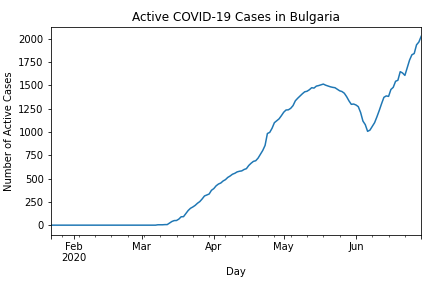 Active COVID-19 Cases in Bulgaria
Number of Active Cases
2000
1750
1500
1250
1000
750
500
250
0
Feb
2020
Mar
Apr
May
Jun
Day